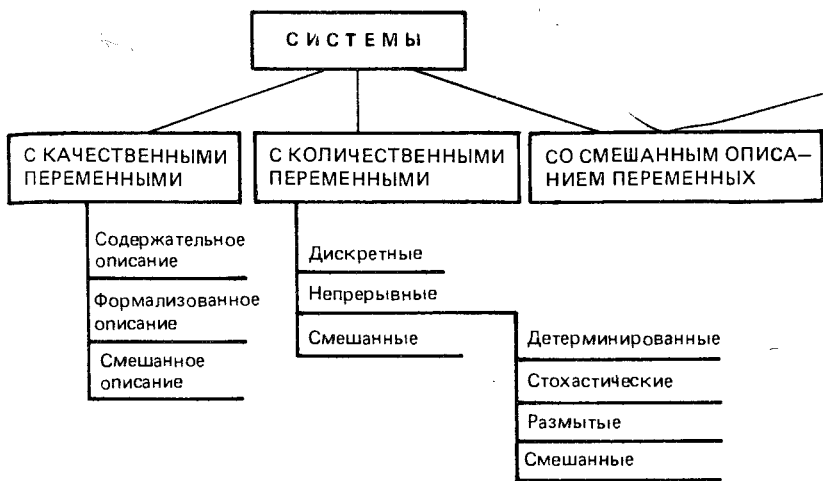 СИСТЕМЫ
С КАЧЕСТВЕННЫМИ
ПЕРЕМЕННЫМИ
С КОЛИЧЕСТВЕННЫМИ
ПЕРЕМЕННЫМИ
СО СМЕШАННЫМ ОПИСА–
НИЕМ ПЕРЕМЕННЫХ
Содержательное
описание
Формализованное
описание
Смешанное
описание
Дискретные
Непрерывные
Смешанные
Детерминированные
Стохастические
Размытые
Смешанные